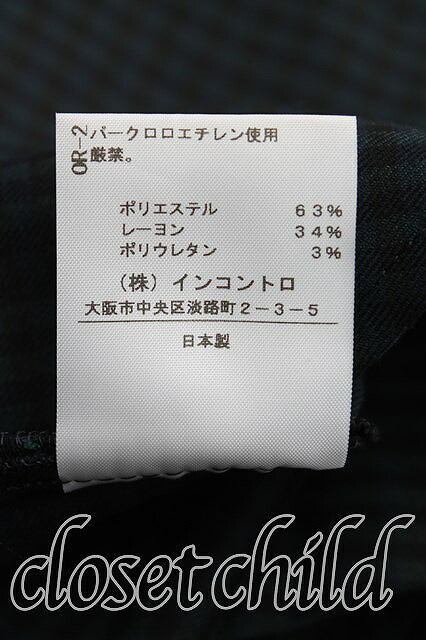 OR-2
パークロロエチレン使用
厳禁。
ポリエステル 63%
レーヨン 34%
ポリウレタン 3%
(株) インコントロ
大阪市中央区淡路町2-3-5
日本製
closet child